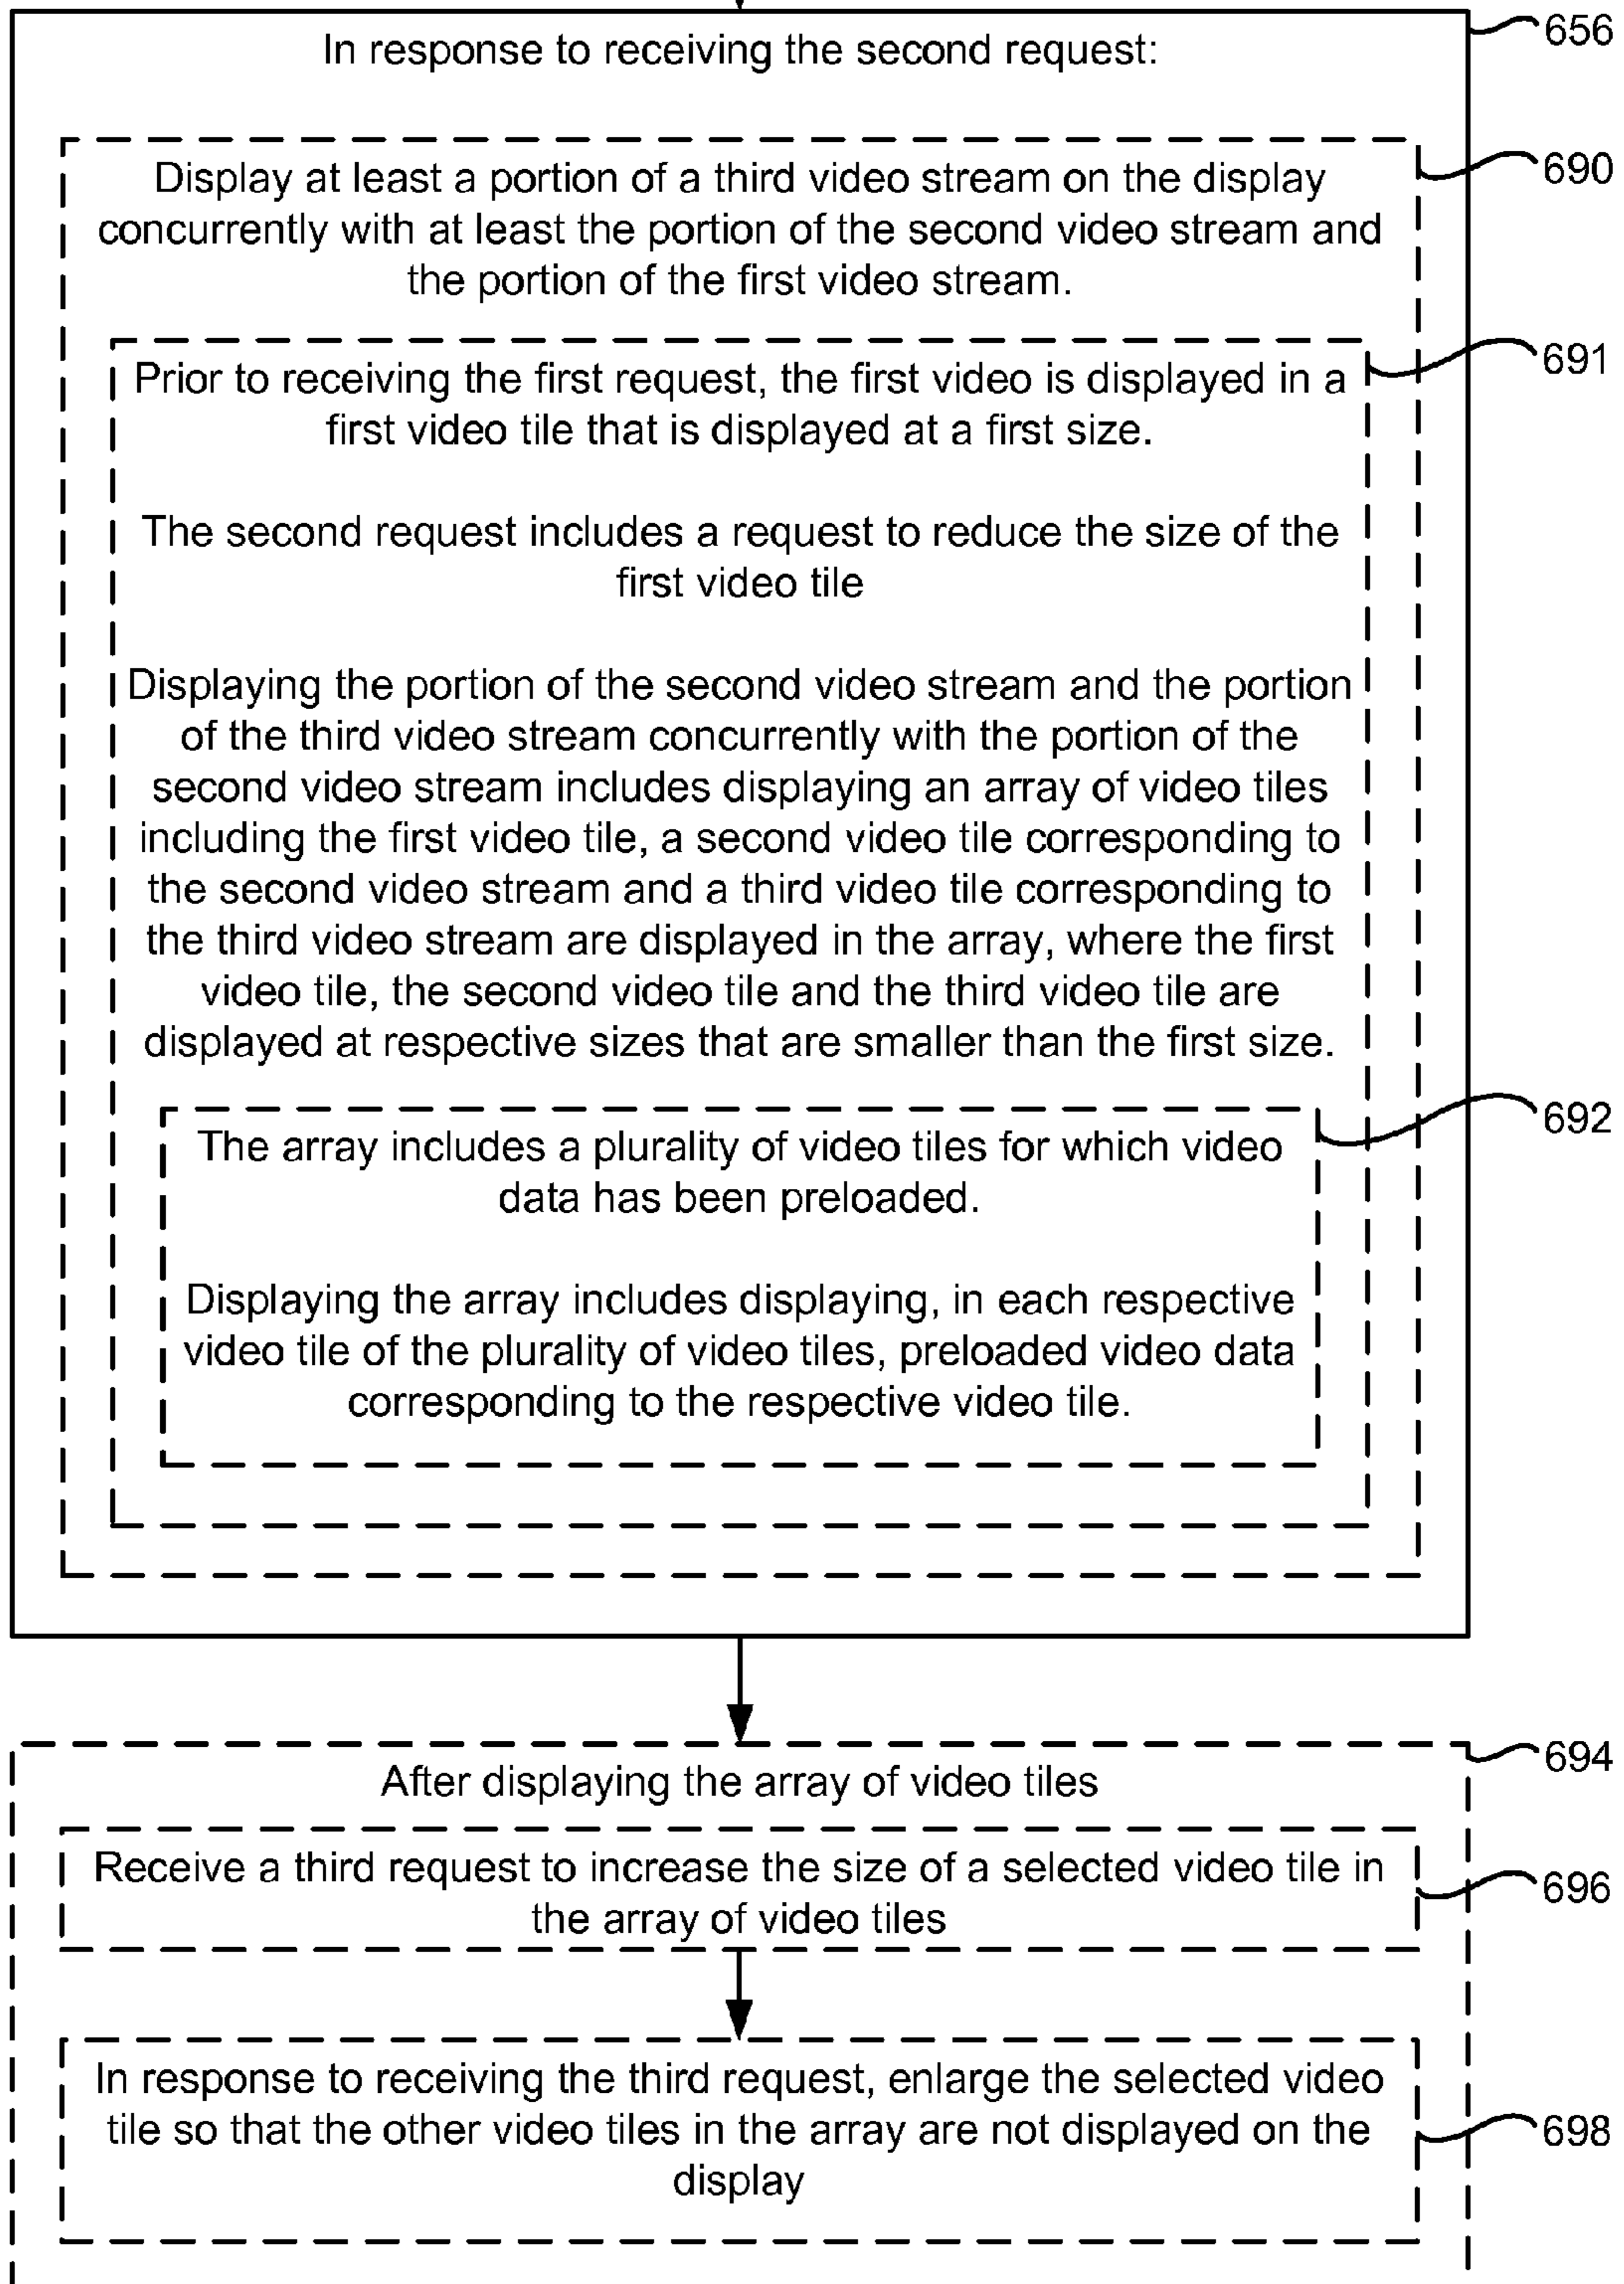 In response to receiving the second request:
656
Display at least a portion of a third video stream on the display
concurrently with at least the portion of the second video stream and
the portion of the first video stream.
690
Prior to receiving the first request, the first video is displayed in a
first video tile that is displayed at a first size.
691
The second request includes a request to reduce the size of the
first video tile
Displaying the portion of the second video stream and the portion
of the third video stream concurrently with the portion of the
second video stream includes displaying an array of video tiles
including the first video tile, a second video tile corresponding to
the second video stream and a third video tile corresponding to
the third video stream are displayed in the array, where the first
video tile, the second video tile and the third video tile are
displayed at respective sizes that are smaller than the first size.
The array includes a plurality of video tiles for which video
data has been preloaded.
692
Displaying the array includes displaying, in each respective
video tile of the plurality of video tiles, preloaded video data
corresponding to the respective video tile.
After displaying the array of video tiles
694
Receive a third request to increase the size of a selected video tile in
the array of video tiles
696
In response to receiving the third request, enlarge the selected video
tile so that the other video tiles in the array are not displayed on the
display
698